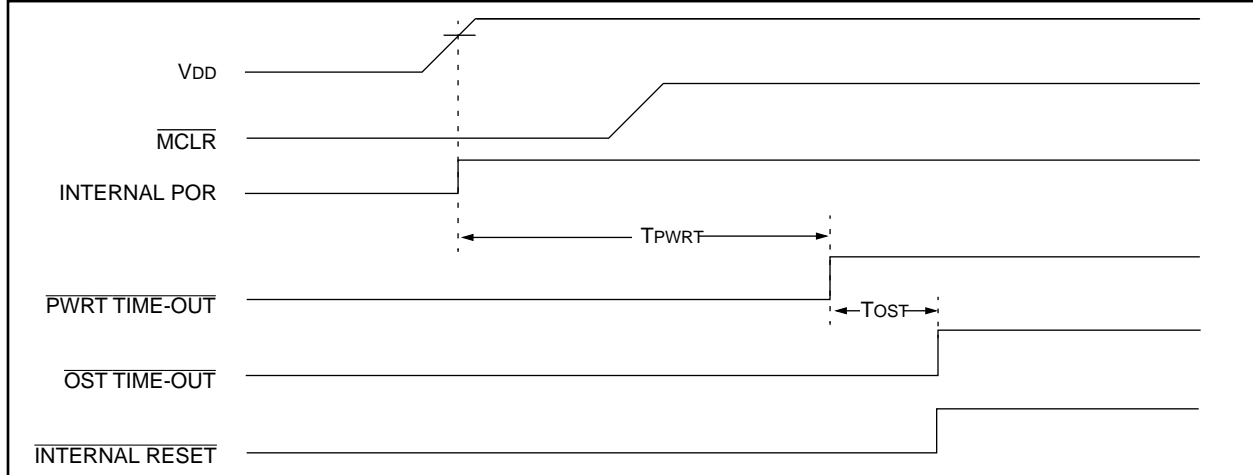 VDD
MCLR
INTERNAL POR
TPWRT
PWRT TIME-OUT
TOST
OST TIME-OUT
INTERNAL RESET